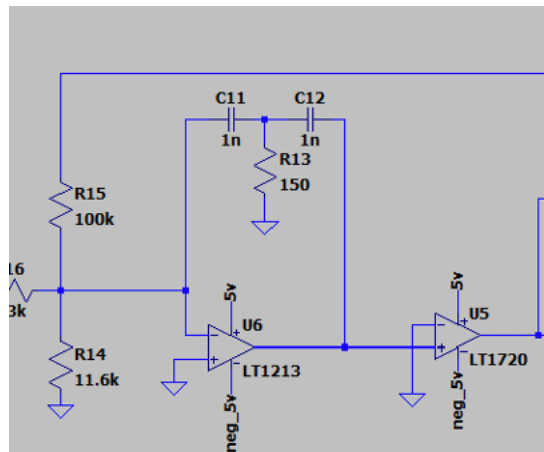 C11
C12
1n
1n
R13
150
R15
100k
16
3k
5v
U6
LT1213
neg_5v
R14
11.6k
5v
U5
LT1720
neg_5v